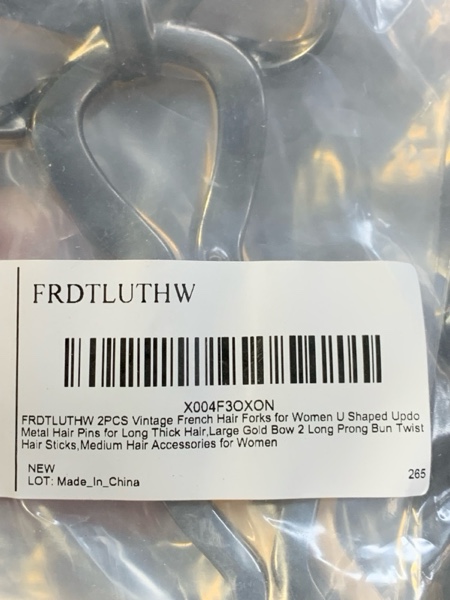 FRDTLUTHW
X004F3OXON
FRDTLUTHW 2PCS Vintage French Hair Forks for Women U Shaped Updo
Metal Hair Pins for Long Thick Hair,Large Gold Bow 2 Long Prong Bun Twist
Hair Sticks,Medium Hair Accessories for Women
NEW
LOT: Made_In_China
265